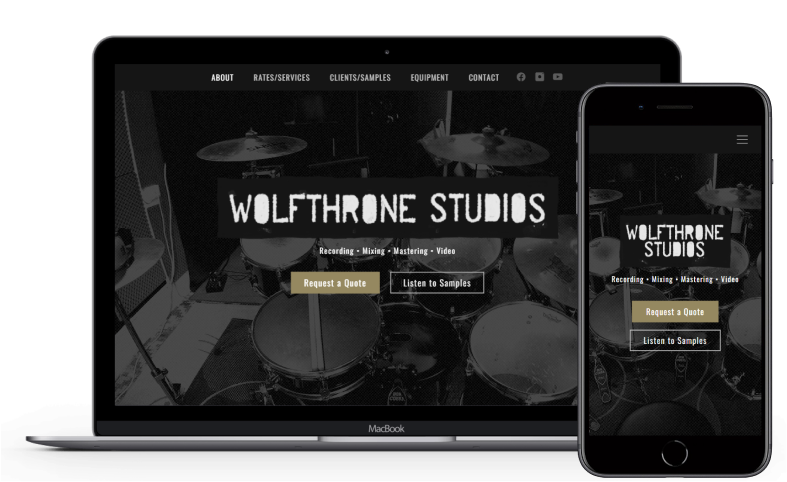 ABOUT RATES/SERVICES CLIENTS/SAMPLES EQUIPMENT CONTACT
WOLFTHRONE STUDIOS
Recording • Mixing • Mastering • Video
Request a Quote Listen to Samples
MacBook
WOLFTHRONE
STUDIOS
Recording • Mixing • Mastering • Video
Request a Quote
Listen to Samples